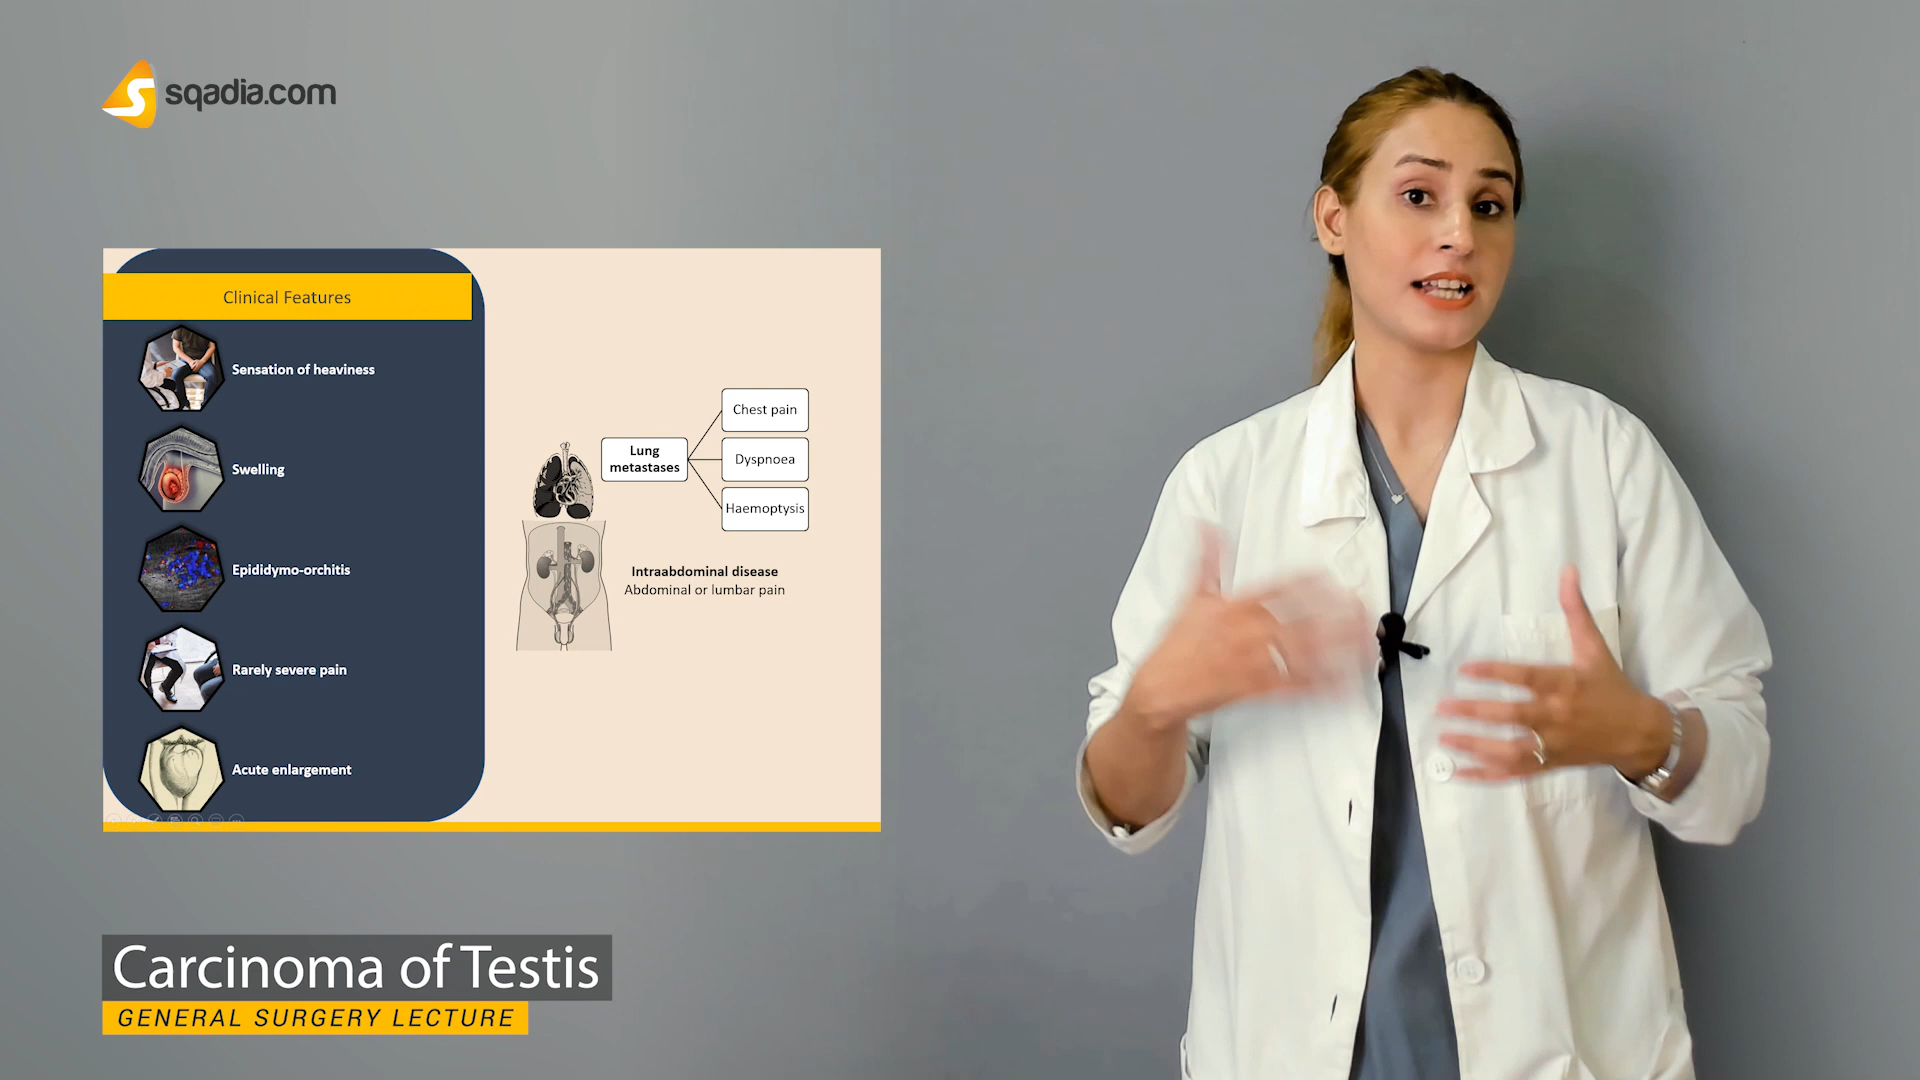 sqadia.com
Clinical Features
Sensation of heaviness
Swelling
Epididymo-orchitis
Rarely severe pain
Acute enlargement
Lung
metastases
Chest pain
Dyspnoea
Haemoptysis
Intraabdominal disease
Abdominal or lumbar pain
Carcinoma of Testis
GENERAL SURGERY LECTURE